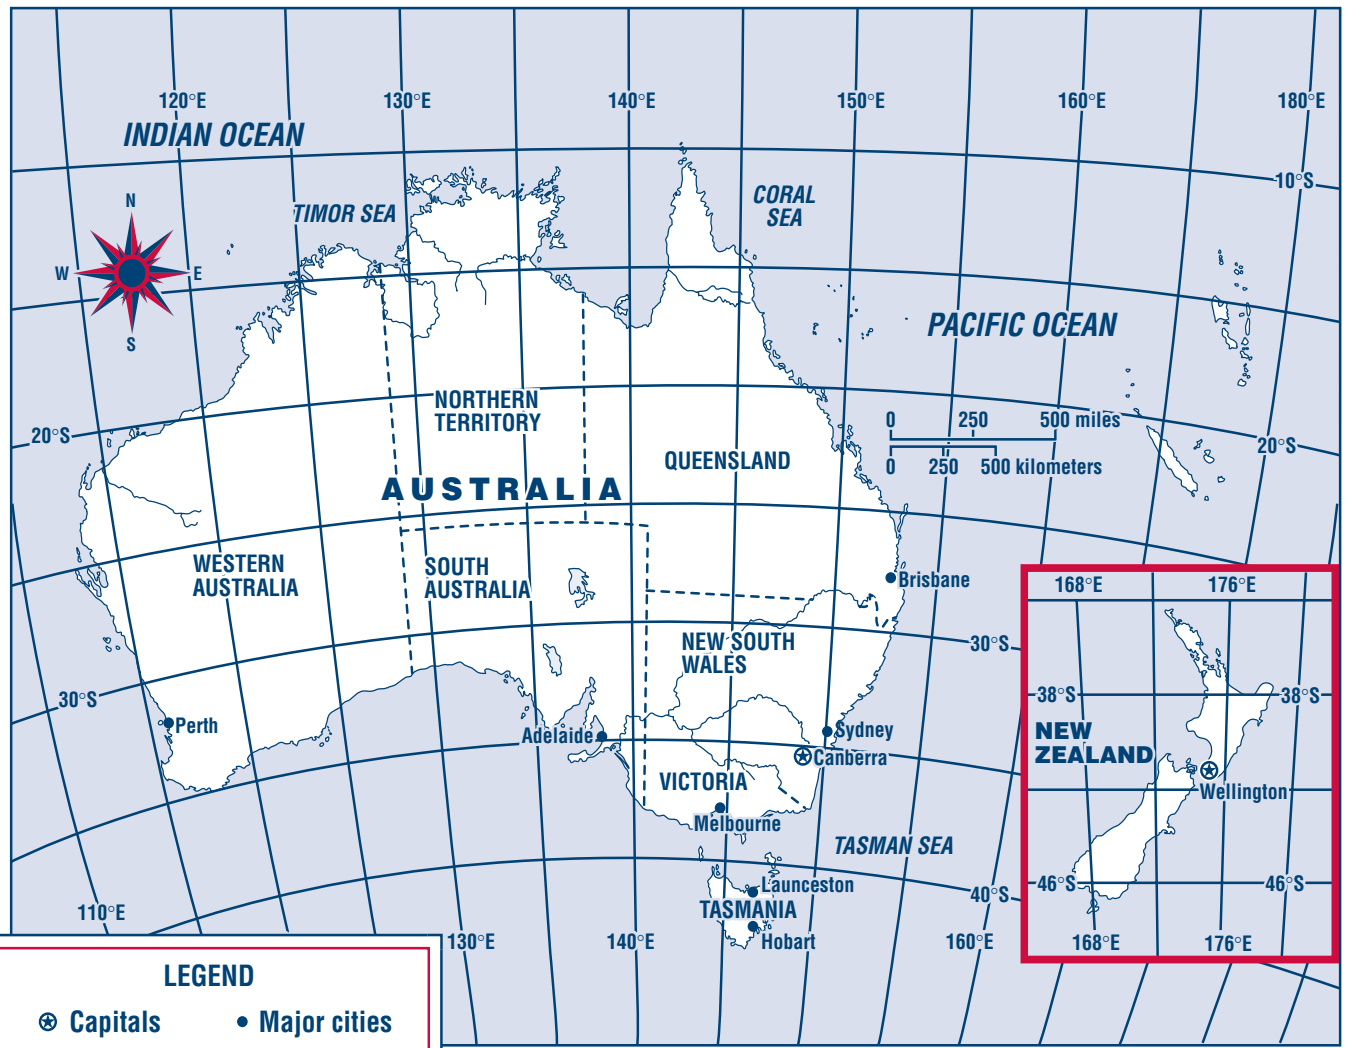 120°E
130°E
140°E
150°E
160°E
180°E
INDIAN OCEAN
10°S
N
W
E
S
TIMOR SEA
CORAL
SEA
PACIFIC OCEAN
NORTHERN
TERRITORY
0 250 500 miles
0 250 500 kilometers
20°S
20°S
QUEENSLAND
AUSTRALIA
WESTERN
AUSTRALIA
SOUTH
AUSTRALIA
Brisbane
30°S
NEW SOUTH
WALES
30°S
Perth
Adelaide
Sydney
Canberra
VICTORIA
Melbourne
TASMAN SEA
Launceston
TASMANIA
Hobart
40°S
110°E
130°E
140°E
160°E
168°E
176°E
38°S
38°S
NEW
ZEALAND
Wellington
46°S
46°S
168°E
176°E
LEGEND
Capitals
Major cities